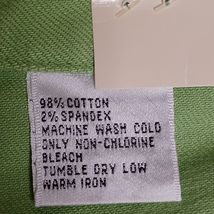 98% COTTON
2% SPANDEX
MACHINE WASH COLD
ONLY NON-CHLORINE
BLEACH
TUMBLE DRY LOW
WARM IRON